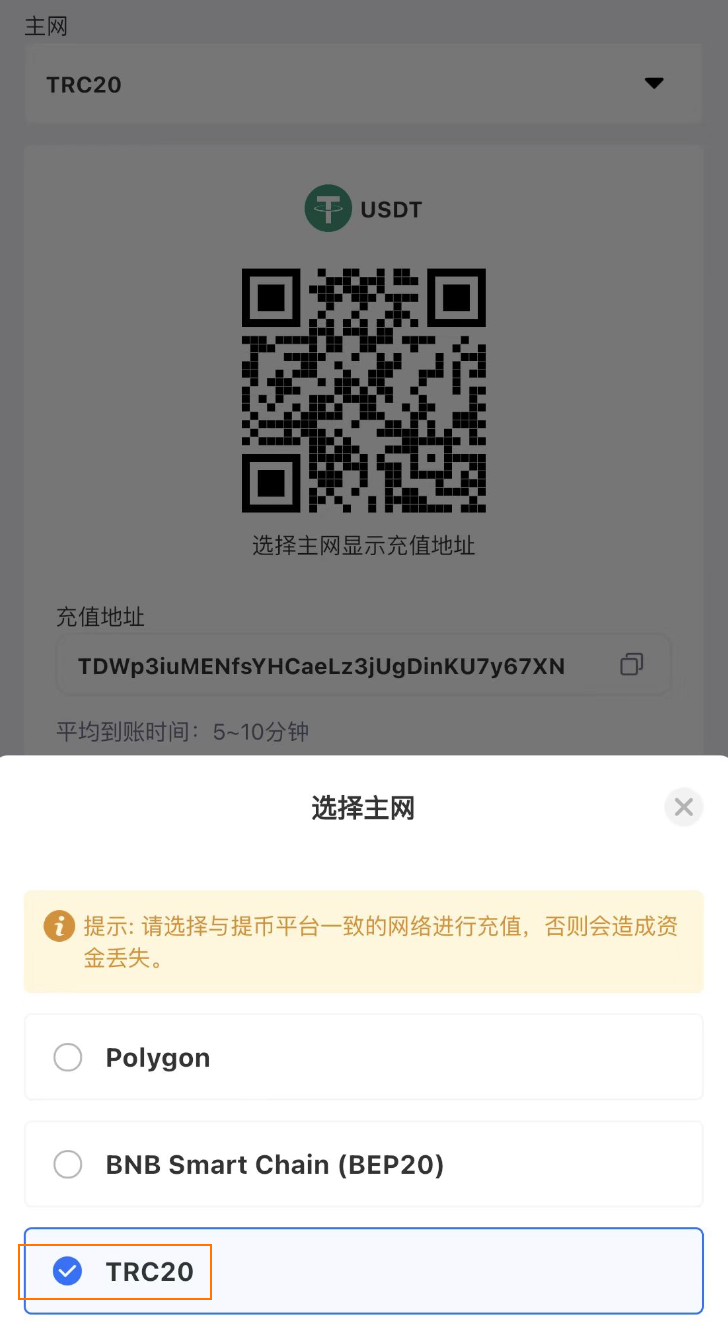 主网
TRC20
USDT
选择主网显示充值地址
充值地址
TDWp3iuMENfsYHCaeLz3jUgDinKU7y67XN
平均到账时间：5~10分钟
选择主网
提示: 请选择与提币平台一致的网络进行充值，否则会造成资
金丢失。
Polygon
BNB Smart Chain (BEP20)
TRC20